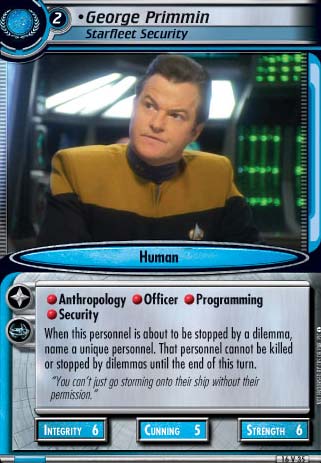 2 •George Primmin
Starfleet Security
Human
Anthropology Officer Programming
Security
When this personnel is about to be stopped by a dilemma,
name a unique personnel. That personnel cannot be killed
or stopped by dilemmas until the end of this turn.
"You can't just go storming onto their ship without their
permission."
INTEGRITY 6 CUNNING 5 STRENGTH 6
16 V 26